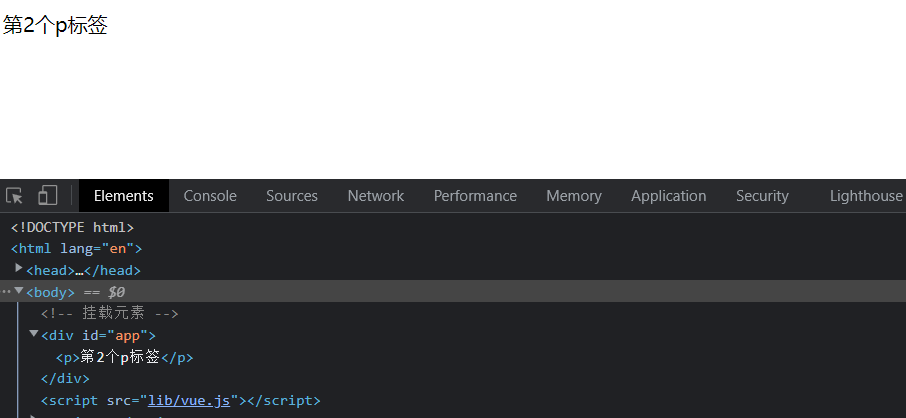 第2个p标签
Elements Console Sources Network Performance Memory Application Security Lighthouse
<!DOCTYPE html>
<html lang="en">
<head>…</head>
<body> == $0
<!-- 挂载元素 -->
<div id="app">
<p>第2个p标签</p>
</div>
<script src="lib/vue.js"></script>